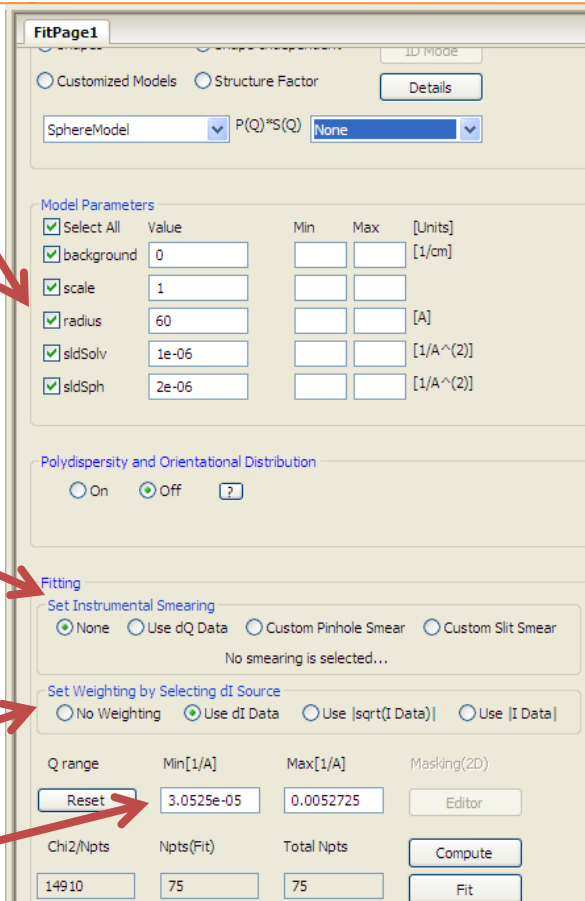 FitPage1
Shapes Shape Independent 1D Mode
Customized Models Structure Factor Details
SphereModel P(Q)*S(Q) None
Model Parameters
Select All Value Min Max [Units]
background 0 [1/cm]
scale 1
radius 60 [A]
sldSolv 1e-06 [1/A^(2)]
sldSph 2e-06 [1/A^(2)]
Polydispersity and Orientational Distribution
On Off ?
Fitting
Set Instrumental Smearing
None Use dQ Data Custom Pinhole Smear Custom Slit Smear
No smearing is selected...
Set Weighting by Selecting dI Source
No Weighting Use dI Data Use |sqrt(I Data)| Use |I Data|
Q range Min[1/A] Max[1/A] Masking(2D)
Reset 3.0525e-05 0.0052725 Editor
Chi2/Npts Npts(Fit) Total Npts Compute
14910 75 75 Fit